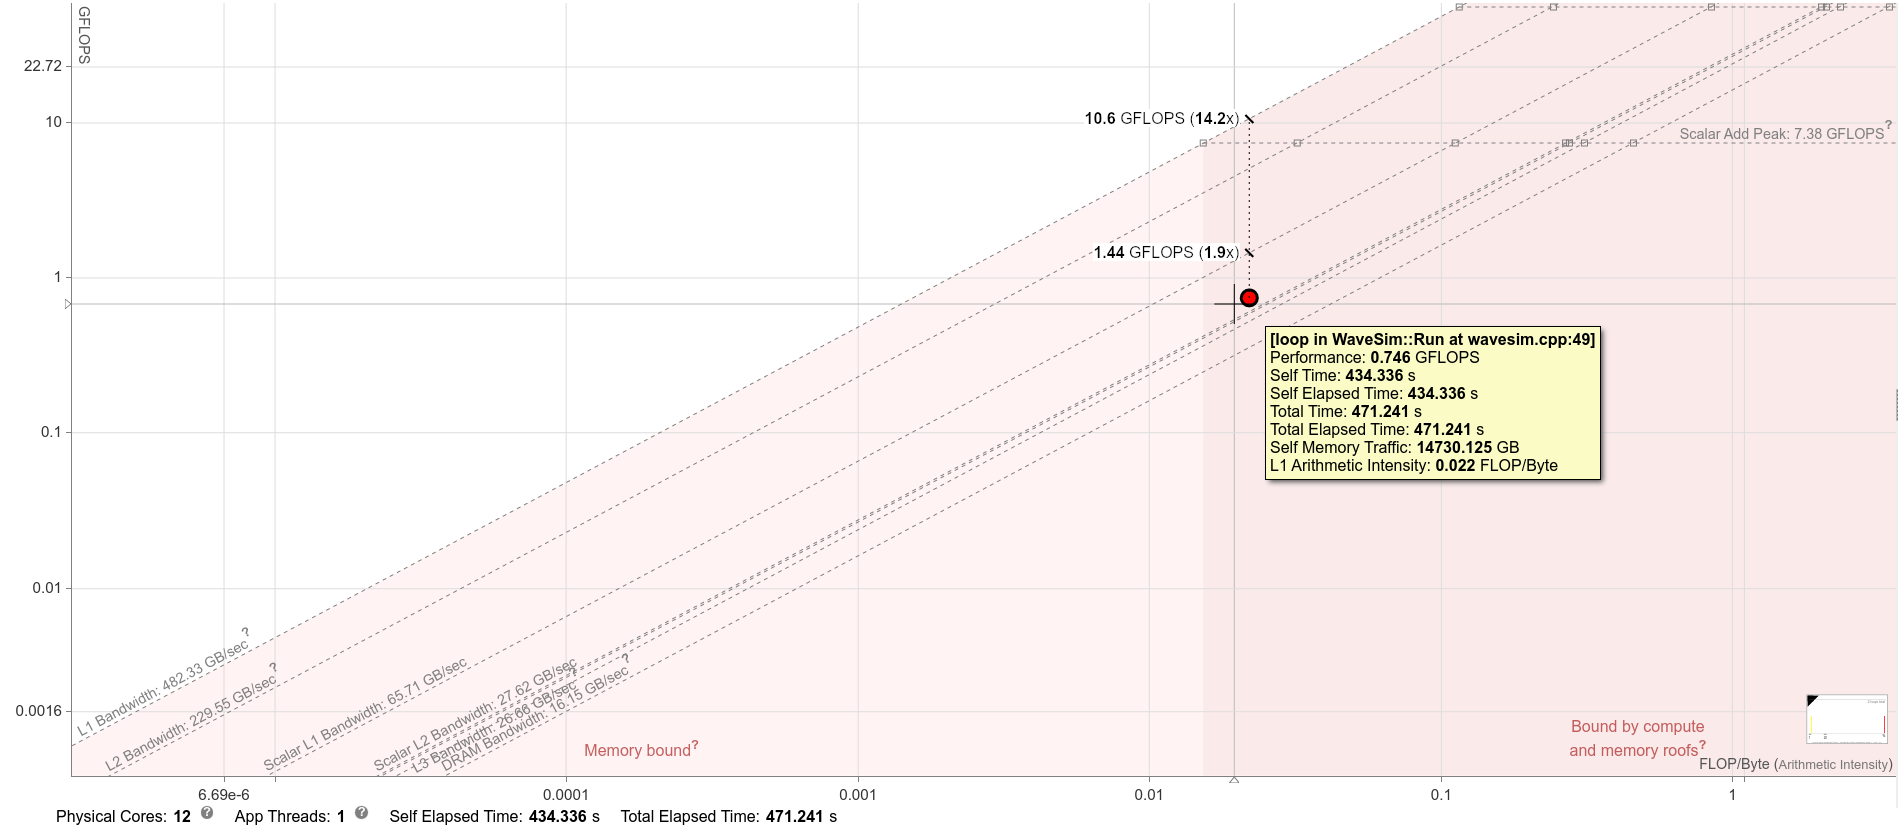 GFLOPS
22.72
10
1
0.1
0.01
0.0016
10.6 GFLOPS (14.2x)
Scalar Add Peak: 7.38 GFLOPS?
1.44 GFLOPS (1.9x)
[loop in WaveSim::Run at wavesim.cpp:49]
Performance: 0.746 GFLOPS
Self Time: 434.336 s
Self Elapsed Time: 434.336 s
Total Time: 471.241 s
Total Elapsed Time: 471.241 s
Self Memory Traffic: 14730.125 GB
L1 Arithmetic Intensity: 0.022 FLOP/Byte
L1 Bandwidth: 482.33 GB/sec?
L2 Bandwidth: 229.55 GB/sec?
Scalar L1 Bandwidth: 65.71 GB/sec
Scalar L2 Bandwidth: 27.62 GB/sec
L3 Bandwidth: 26.66 GB/sec?
DRAM Bandwidth: 16.15 GB/sec?
Memory bound?
Bound by compute
and memory roofs?
FLOP/Byte (Arithmetic Intensity)
6.69e-6
0.0001
0.001
0.01
0.1
1
Physical Cores: 12 ? App Threads: 1 ? Self Elapsed Time: 434.336 s Total Elapsed Time: 471.241 s